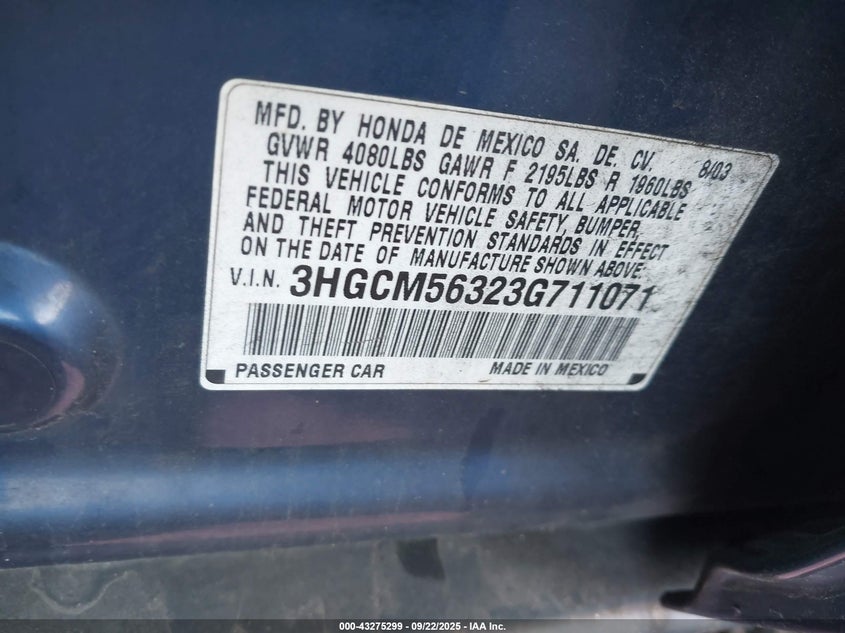 MFD. BY HONDA DE MEXICO SA. DE. CV. 8/03
GVWR 4080LBS GAWR F 2195LBS R 1960LBS
THIS VEHICLE CONFORMS TO ALL APPLICABLE
FEDERAL MOTOR VEHICLE SAFETY, BUMPER,
AND THEFT PREVENTION STANDARDS IN EFFECT
ON THE DATE OF MANUFACTURE SHOWN ABOVE.
V.I.N. 3HGCM56323G711071
PASSENGER CAR MADE IN MEXICO
000-43275299 - 09/22/2025 - IAA Inc.